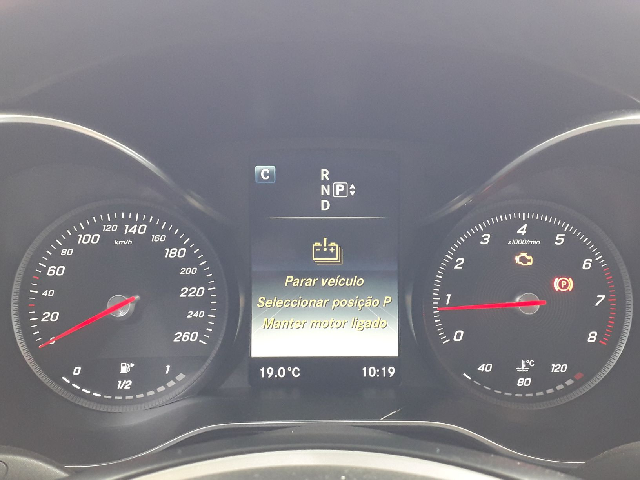 C
R
N P
D
Parar veículo
Seleccionar posição P
Manter motor ligado
19.0°C 10:19
0 20 40 60 80 100 120 140 160 180 200 220 240 260
km/h
0 1/2 1
0 1 2 3 4 5 6 7 8
x1000/min
P
°C
40 80 120